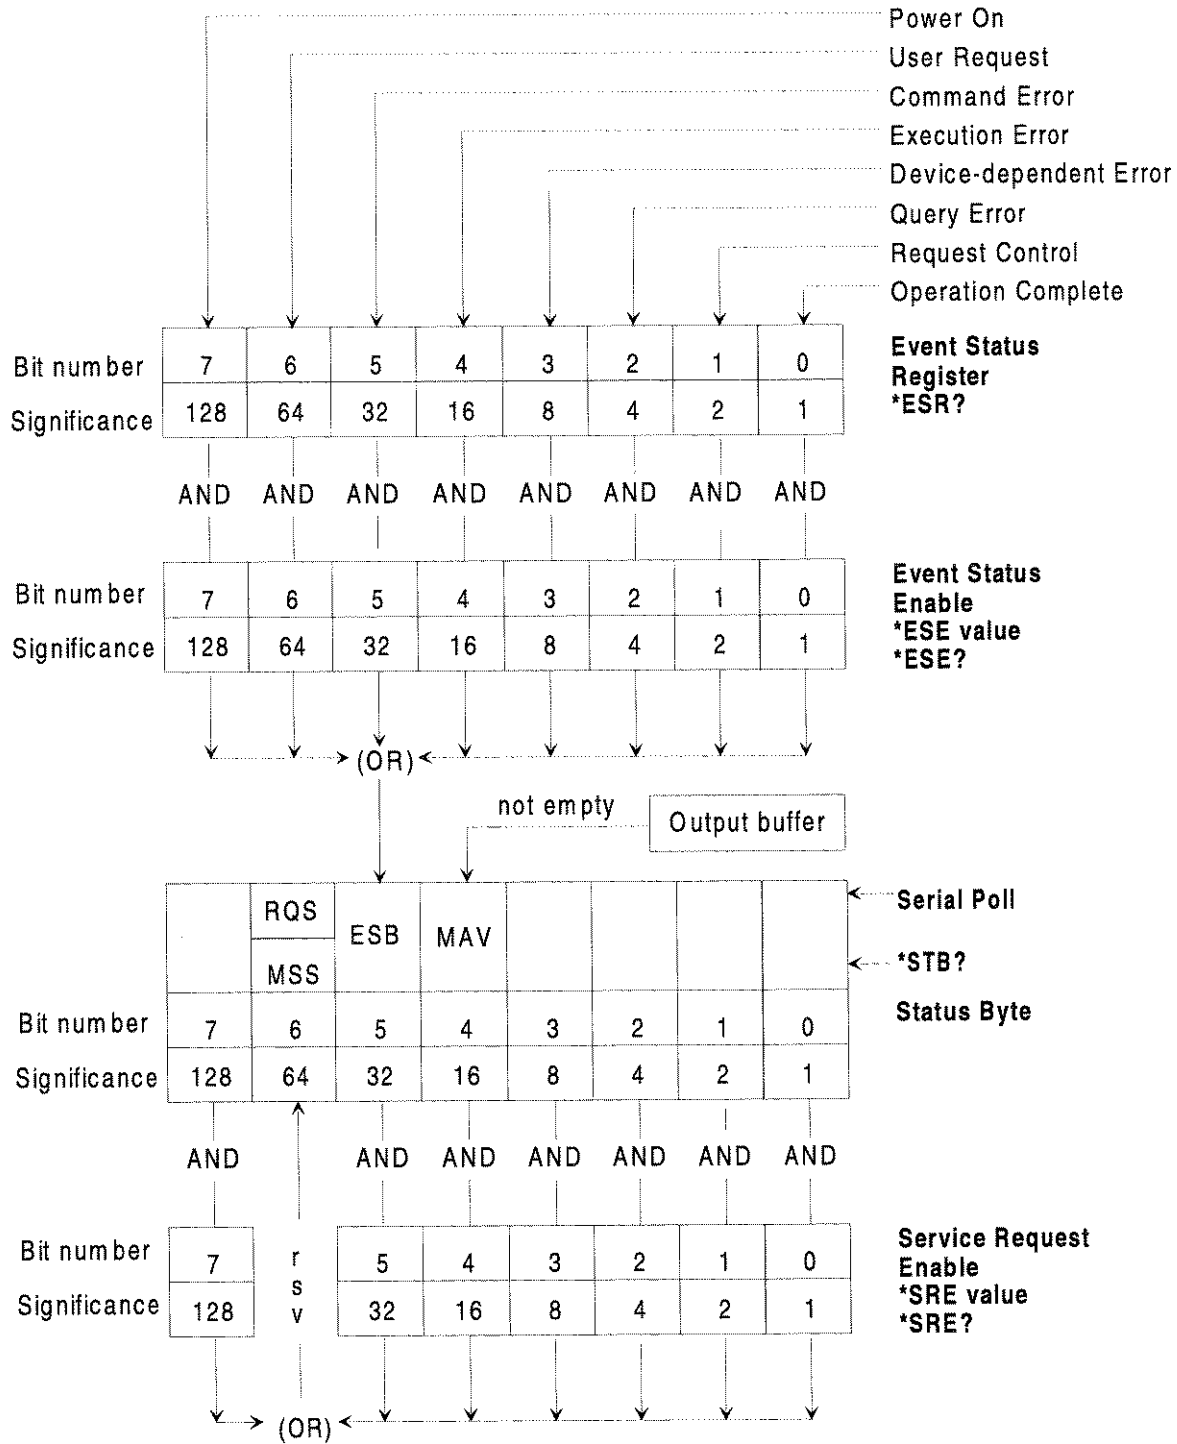 Power On
User Request
Command Error
Execution Error
Device-dependent Error
Query Error
Request Control
Operation Complete
Bit number 7 6 5 4 3 2 1 0
Significance 128 64 32 16 8 4 2 1
Event Status
Register
*ESR?
AND AND AND AND AND AND AND AND
Bit number 7 6 5 4 3 2 1 0
Significance 128 64 32 16 8 4 2 1
Event Status
Enable
*ESE value
*ESE?
(OR)
not empty
Output buffer
RQS
MSS
ESB
MAV
Serial Poll
*STB?
Status Byte
Bit number 7 6 5 4 3 2 1 0
Significance 128 64 32 16 8 4 2 1
AND AND AND AND AND AND AND
Bit number 7 5 4 3 2 1 0
Significance 128 32 16 8 4 2 1
r
s
v
Service Request
Enable
*SRE value
*SRE?
(OR)